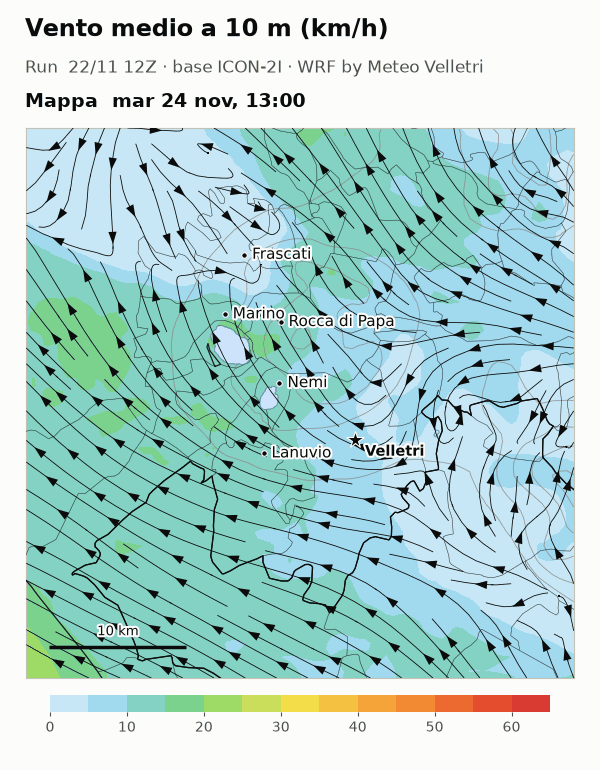 Vento medio a 10 m (km/h)
Run 22/11 12Z · base ICON-2I · WRF by Meteo Velletri
Mappa mar 24 nov, 13:00
Frascati
Marino
Rocca di Papa
Nemi
Velletri
Lanuvio
10 km
0 10 20 30 40 50 60